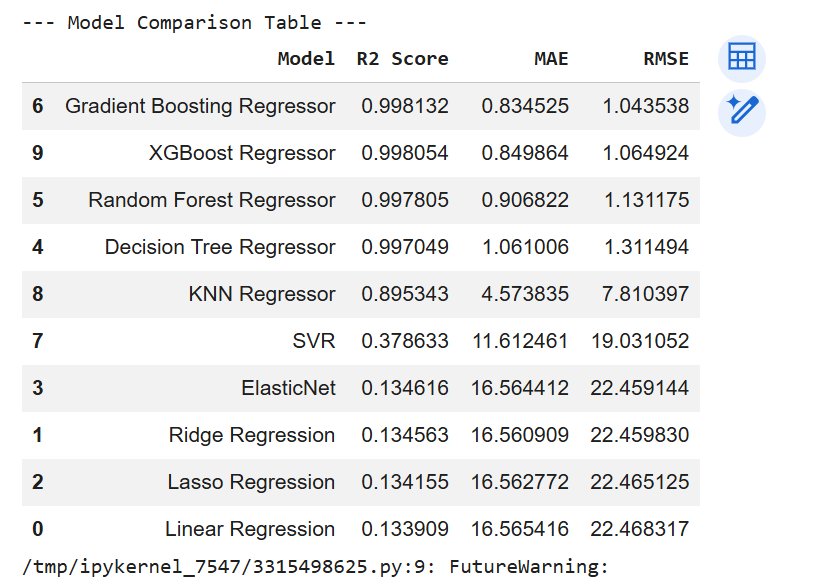 --- Model Comparison Table ---
Model R2 Score MAE RMSE
6 Gradient Boosting Regressor 0.998132 0.834525 1.043538
9 XGBoost Regressor 0.998054 0.849864 1.064924
5 Random Forest Regressor 0.997805 0.906822 1.131175
4 Decision Tree Regressor 0.997049 1.061006 1.311494
8 KNN Regressor 0.895343 4.573835 7.810397
7 SVR 0.378633 11.612461 19.031052
3 ElasticNet 0.134616 16.564412 22.459144
1 Ridge Regression 0.134563 16.560909 22.459830
2 Lasso Regression 0.134155 16.562772 22.465125
0 Linear Regression 0.133909 16.565416 22.468317
/tmp/ipykernel_7547/3315498625.py:9: FutureWarning: